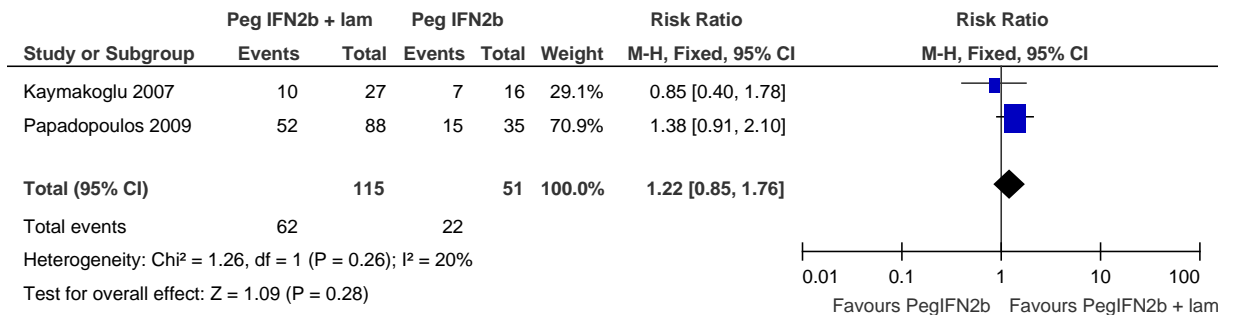 Peg IFN2b + lam Peg IFN2b Risk Ratio Risk Ratio
Study or Subgroup Events Total Events Total Weight M-H, Fixed, 95% CI M-H, Fixed, 95% CI
Kaymakoglu 2007 10 27 7 16 29.1% 0.85 [0.40, 1.78]
Papadopoulos 2009 52 88 15 35 70.9% 1.38 [0.91, 2.10]
Total (95% CI) 115 51 100.0% 1.22 [0.85, 1.76]
Total events 62 22
Heterogeneity: Chi² = 1.26, df = 1 (P = 0.26); I² = 20%
Test for overall effect: Z = 1.09 (P = 0.28)
0.01 0.1 1 10 100
Favours PegIFN2b Favours PegIFN2b + lam